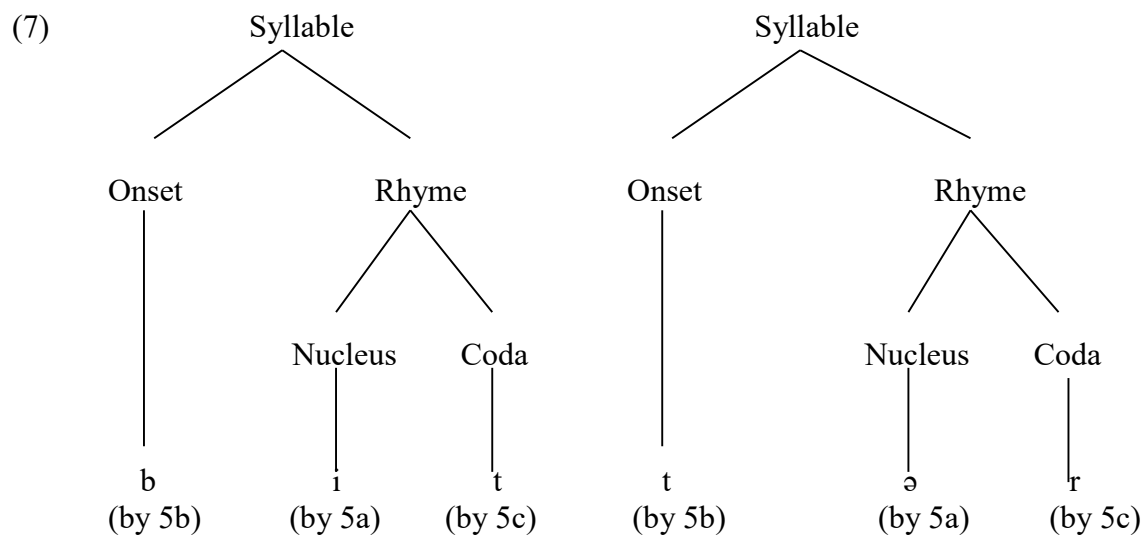 (7) Syllable Syllable
Onset Rhyme Onset Rhyme
Nucleus Coda Nucleus Coda
b i t t ə r
(by 5b) (by 5a) (by 5c) (by 5b) (by 5a) (by 5c)